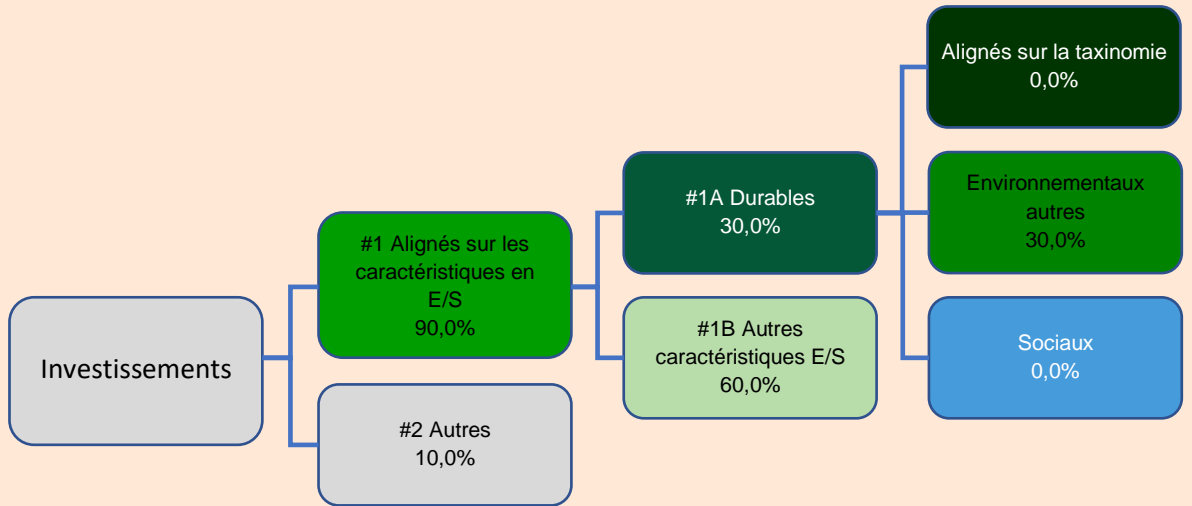 Investissements
#1 Alignés sur les
caractéristiques en
E/S
90,0%
#2 Autres
10,0%
#1A Durables
30,0%
#1B Autres
caractéristiques E/S
60,0%
Alignés sur la taxinomie
0,0%
Environnementaux
autres
30,0%
Sociaux
0,0%